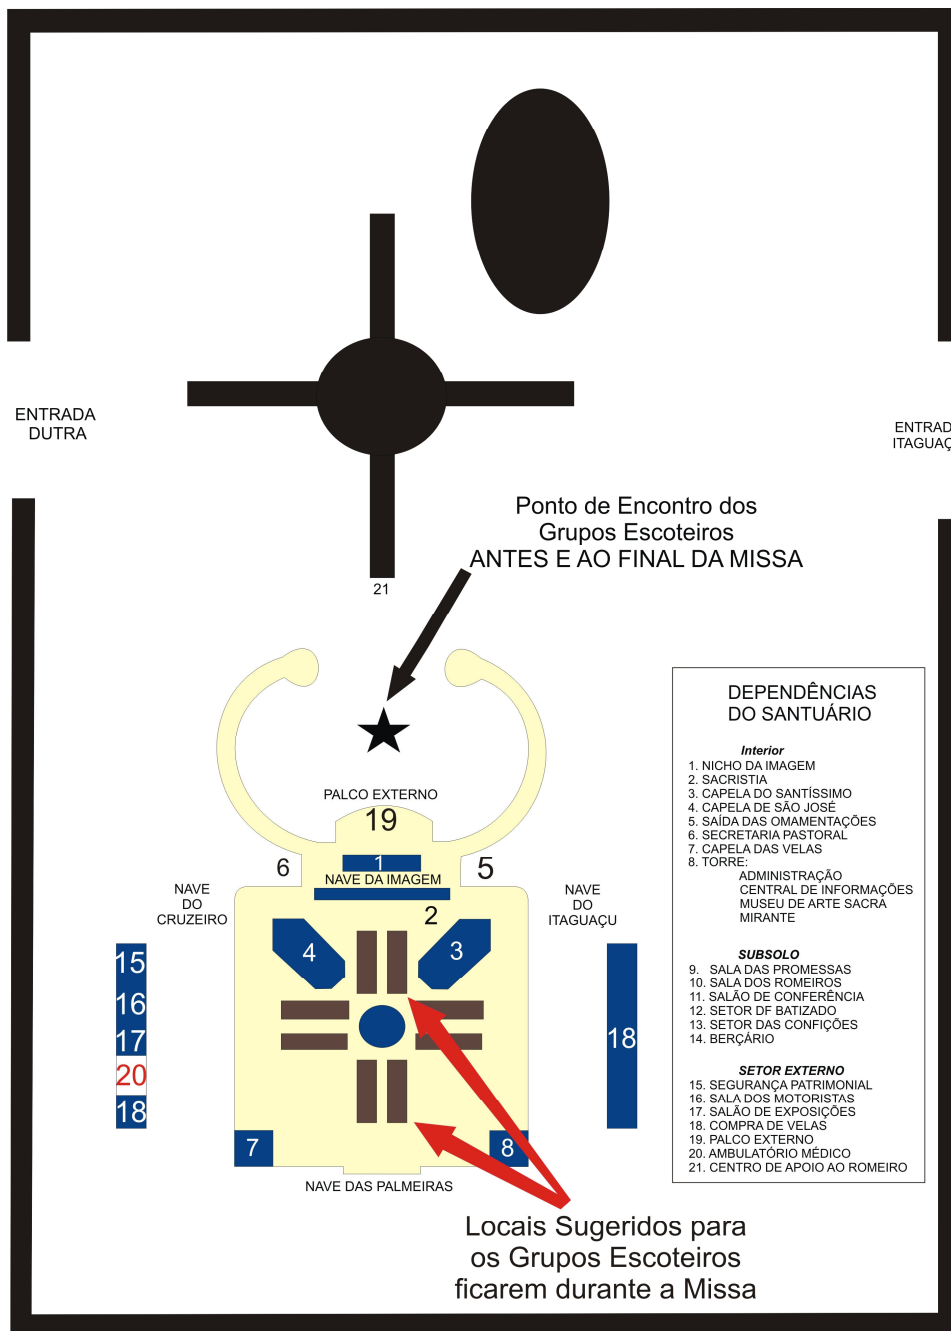 ENTRADA
DUTRA
ENTRAD
ITAGUAÇ
Ponto de Encontro dos
Grupos Escoteiros
ANTES E AO FINAL DA MISSA
21
PALCO EXTERNO
19
6
1
5
NAVE DA IMAGEM
NAVE
DO
CRUZEIRO
2
NAVE
DO
ITAGUAÇU
4
3
15
16
17
20
18
18
7
8
NAVE DAS PALMEIRAS
Locais Sugeridos para
os Grupos Escoteiros
ficarem durante a Missa
DEPENDÊNCIAS
DO SANTUÁRIO
Interior
1. NICHO DA IMAGEM
2. SACRISTIA
3. CAPELA DO SANTÍSSIMO
4. CAPELA DE SÃO JOSÉ
5. SAÍDA DAS OMAMENTAÇÕES
6. SECRETARIA PASTORAL
7. CAPELA DAS VELAS
8. TORRE:
ADMINISTRAÇÃO
CENTRAL DE INFORMAÇÕES
MUSEU DE ARTE SACRA
MIRANTE
SUBSOLO
9. SALA DAS PROMESSAS
10. SALA DOS ROMEIROS
11. SALÃO DE CONFERÊNCIA
12. SETOR DF BATIZADO
13. SETOR DAS CONFIÇÕES
14. BERÇÁRIO
SETOR EXTERNO
15. SEGURANÇA PATRIMONIAL
16. SALA DOS MOTORISTAS
17. SALÃO DE EXPOSIÇÕES
18. COMPRA DE VELAS
19. PALCO EXTERNO
20. AMBULATÓRIO MÉDICO
21. CENTRO DE APOIO AO ROMEIRO